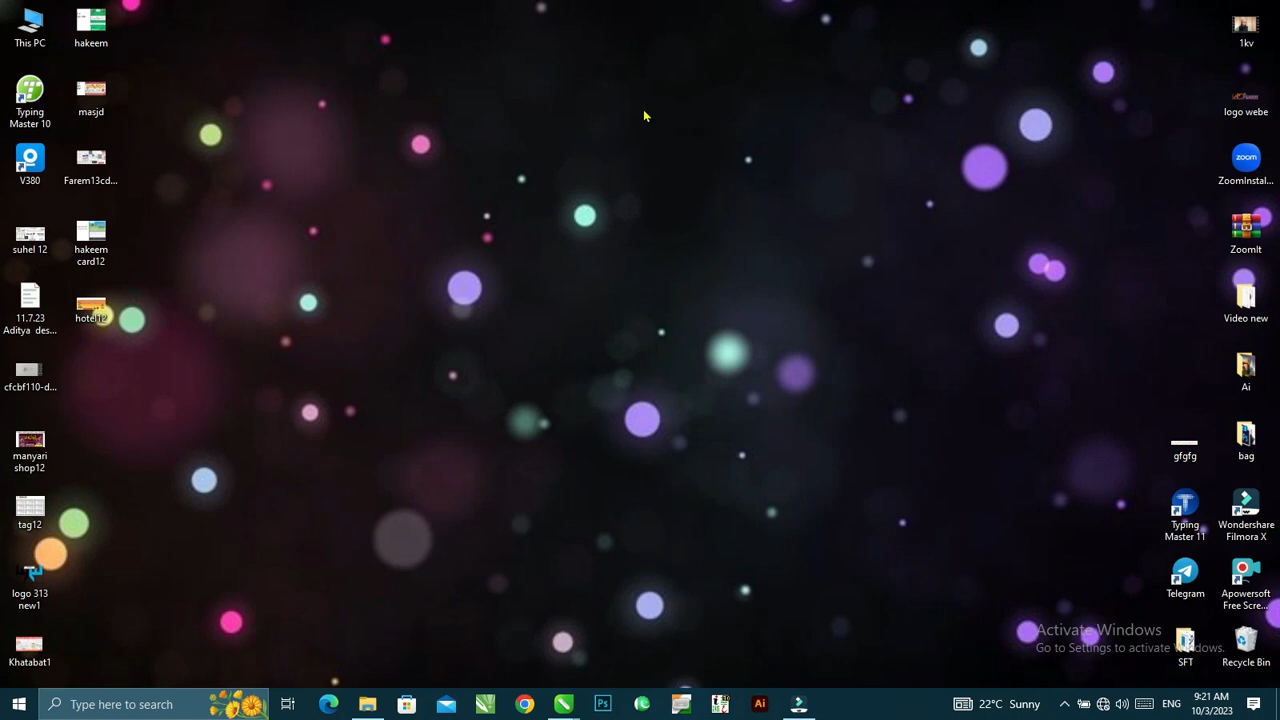 This PC
hakeem
Typing
Master 10
masjd
V380
Farem13cd...
suhel 12
hakeem
card12
11.7.23
Aditya des...
hotel12
cfcbf110-d...
manyari
shop12
tag12
logo 313
new1
Khatabat1
1kv
logo webe
zoom
ZoomInstal...
ZoomIt
Video new
Ai
gfgfg
bag
Typing
Master 11
Wondershare
Filmora X
Telegram
Apowersoft
Free Scre...
SFT
Recycle Bin
Activate Windows
Go to Settings to activate Windows.
Type here to search
Ps
Ai
22°C Sunny
ENG
9:21 AM
10/3/2023